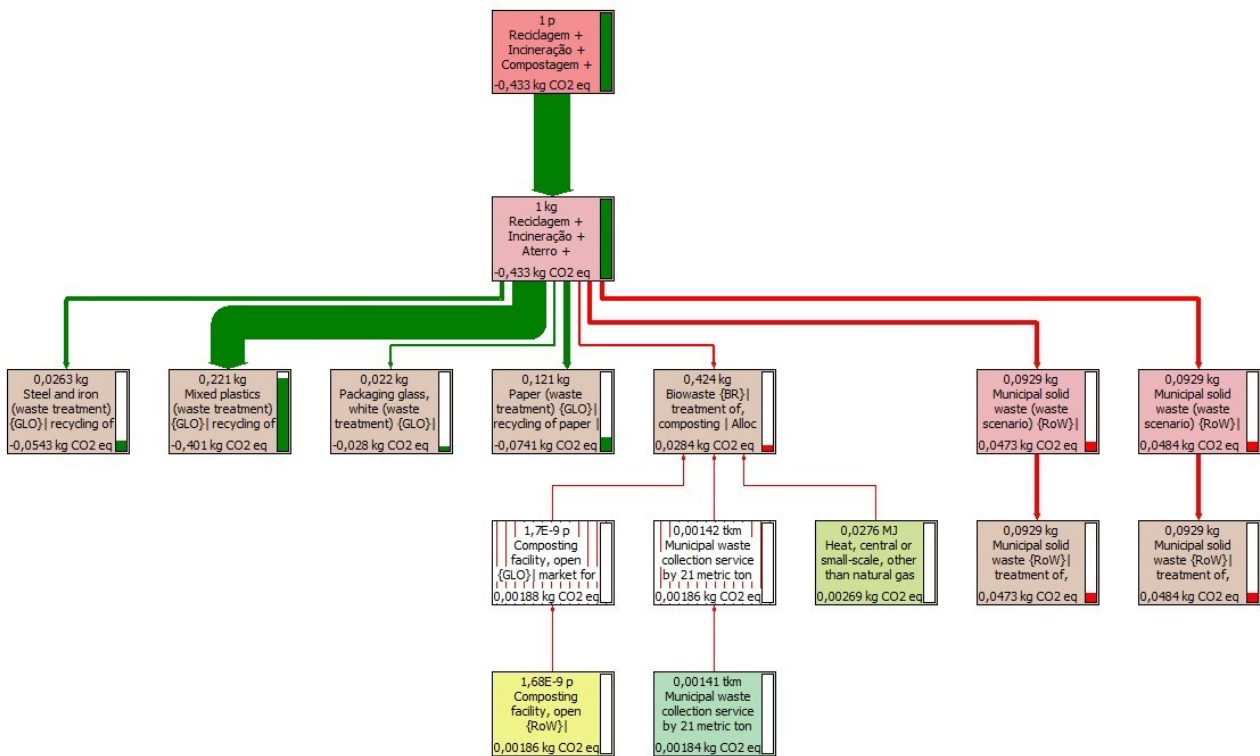 1 p
Reciclagem +
Incineração +
Compostagem +
-0,433 kg CO2 eq
1 kg
Reciclagem +
Incineração +
Aterro +
-0,433 kg CO2 eq
0,0263 kg
Steel and iron
(waste treatment)
{GLO}| recycling of
-0,0543 kg CO2 eq
0,221 kg
Mixed plastics
(waste treatment)
{GLO}| recycling of
-0,401 kg CO2 eq
0,022 kg
Packaging glass,
white (waste
treatment) {GLO}|
-0,028 kg CO2 eq
0,121 kg
Paper (waste
treatment) {GLO}|
recycling of paper |
-0,0741 kg CO2 eq
0,424 kg
Biowaste {BR}|
treatment of,
composting | Alloc
0,0284 kg CO2 eq
0,0929 kg
Municipal solid
waste (waste
scenario) {RoW}|
0,0473 kg CO2 eq
0,0929 kg
Municipal solid
waste (waste
scenario) {RoW}|
0,0484 kg CO2 eq
1,7E-9 p
Composting
facility, open
{GLO}| market for
0,00188 kg CO2 eq
0,00142 tkm
Municipal waste
collection service
by 21 metric ton
0,00186 kg CO2 eq
0,0276 MJ
Heat, central or
small-scale, other
than natural gas
0,00269 kg CO2 eq
0,0929 kg
Municipal solid
waste {RoW}|
treatment of,
0,0473 kg CO2 eq
0,0929 kg
Municipal solid
waste {RoW}|
treatment of,
0,0484 kg CO2 eq
1,68E-9 p
Composting
facility, open
{RoW}|
0,00186 kg CO2 eq
0,00141 tkm
Municipal waste
collection service
by 21 metric ton
0,00184 kg CO2 eq